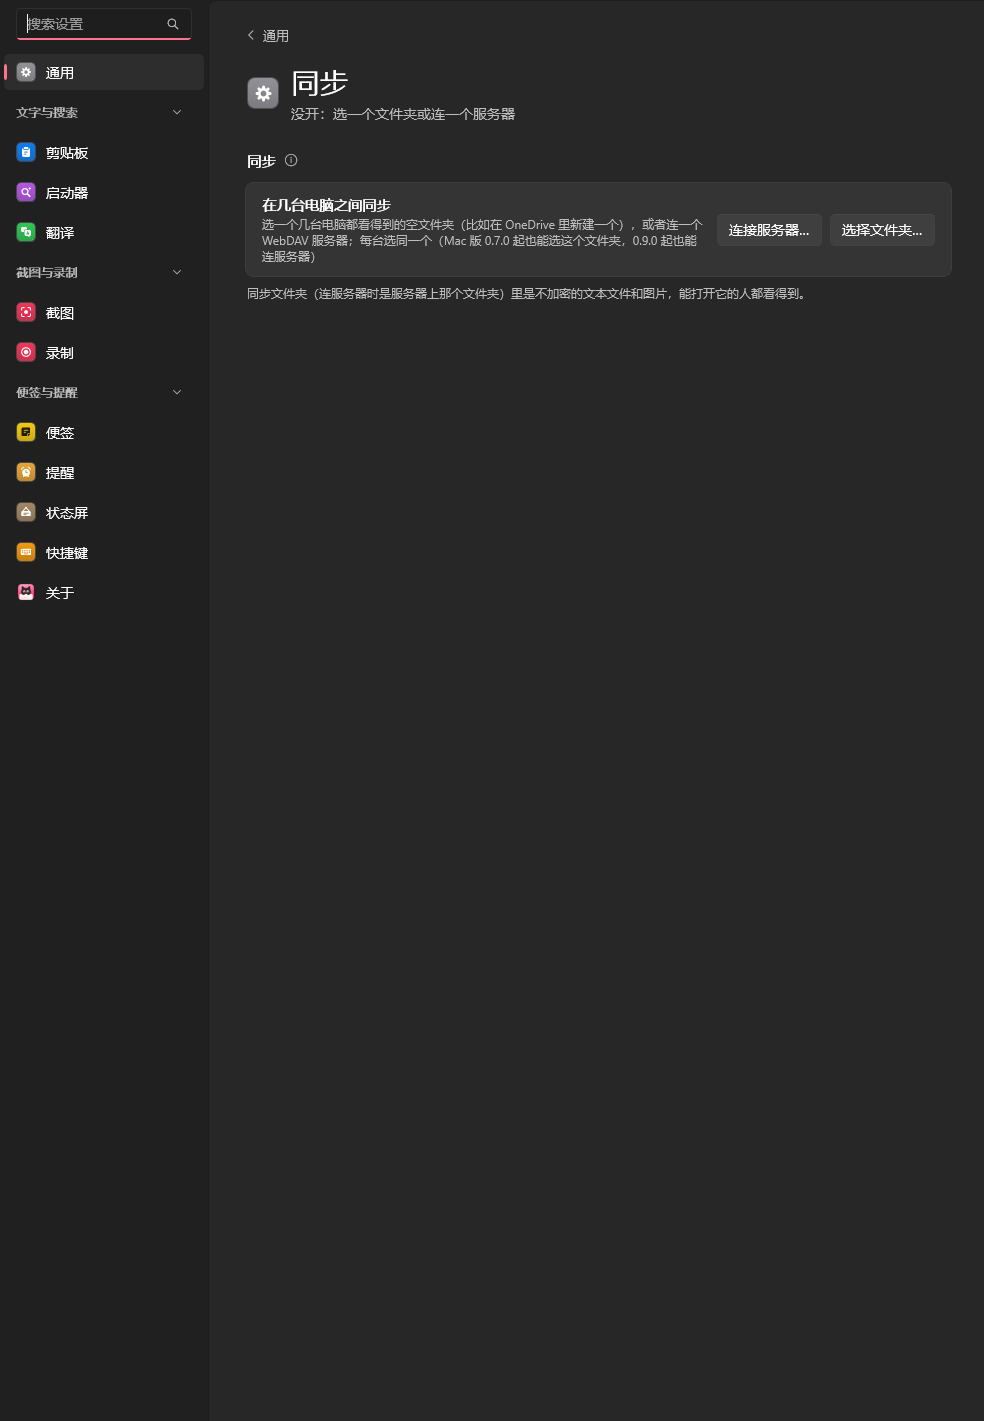 搜索设置
通用
文字与搜索
剪贴板
启动器
翻译
截图与录制
截图
录制
便签与提醒
便签
提醒
状态屏
快捷键
关于
通用
同步
没开：选一个文件夹或连一个服务器
同步
在几台电脑之间同步
选一个几台电脑都看得到的空文件夹（比如在 OneDrive 里新建一个），或者连一个
WebDAV 服务器；每台选同一个（Mac 版 0.7.0 起也能选这个文件夹，0.9.0 起也能
连服务器）
连接服务器...
选择文件夹...
同步文件夹（连服务器时是服务器上那个文件夹）里是不加密的文本文件和图片，能打开它的人都看得到。